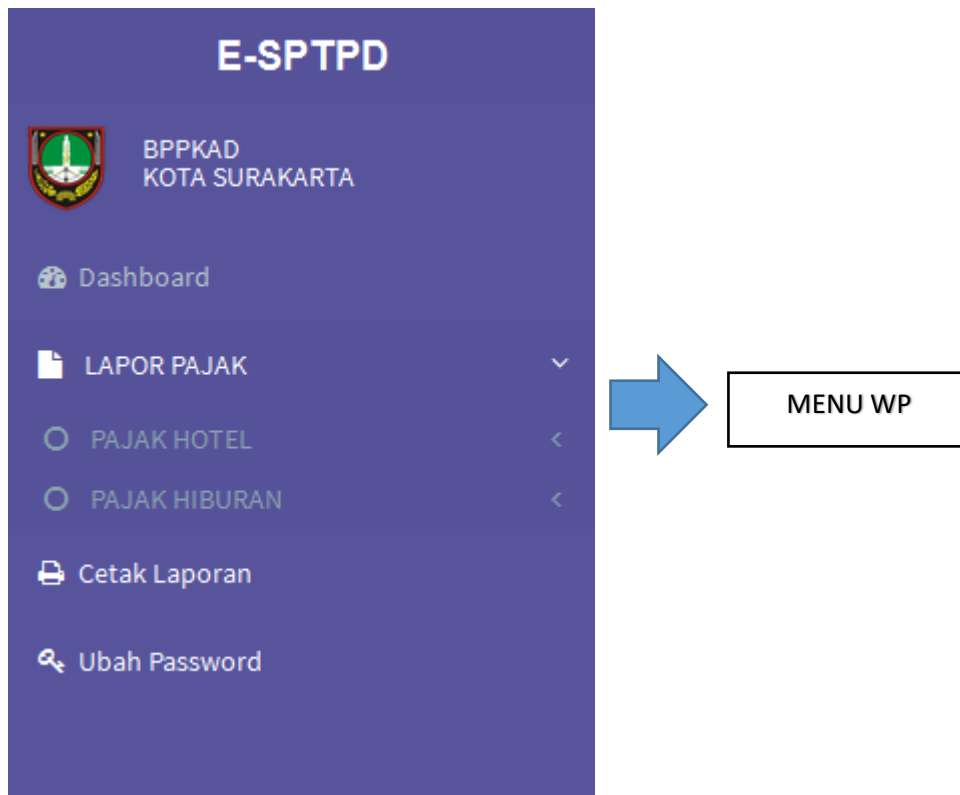 E-SPTPD
BPPKAD
KOTA SURAKARTA
Dashboard
LAPOR PAJAK
PAJAK HOTEL
PAJAK HIBURAN
Cetak Laporan
Ubah Password
MENU WP